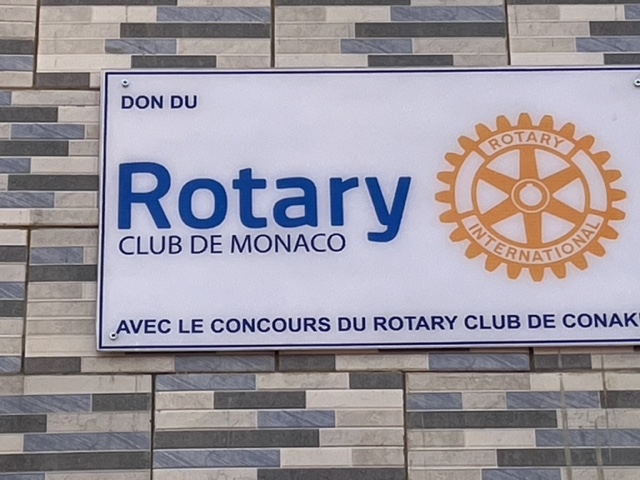 DON DU
Rotary
CLUB DE MONACO
ROTARY
INTERNATIONAL
AVEC LE CONCOURS DU ROTARY CLUB DE